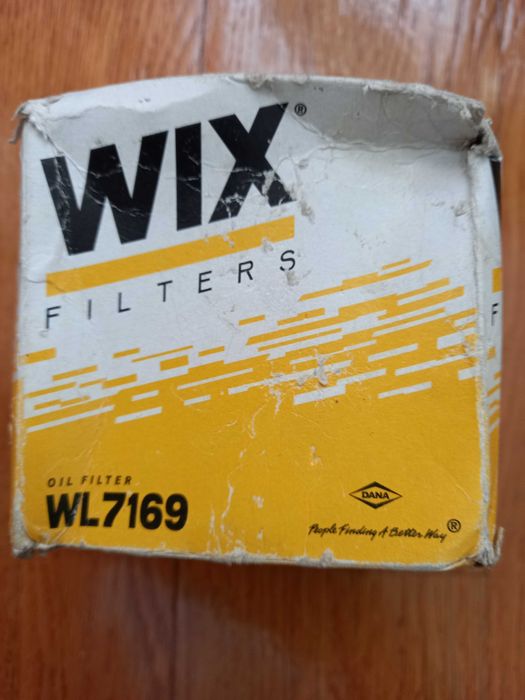 WIX®
FILTERS
OIL FILTER
WL7169
DANA
People Finding A Better Way®
F